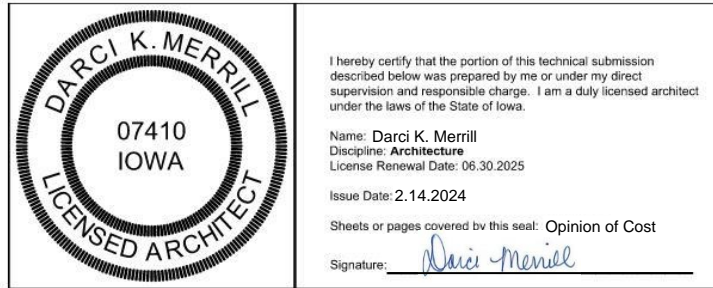 DARCI K. MERRILL
07410
IOWA
LICENSED ARCHITECT
I hereby certify that the portion of this technical submission
described below was prepared by me or under my direct
supervision and responsible charge. I am a duly licensed architect
under the laws of the State of Iowa.
Name: Darci K. Merrill
Discipline: Architecture
License Renewal Date: 06.30.2025
Issue Date: 2.14.2024
Sheets or pages covered by this seal: Opinion of Cost
Signature: Darci Merrill